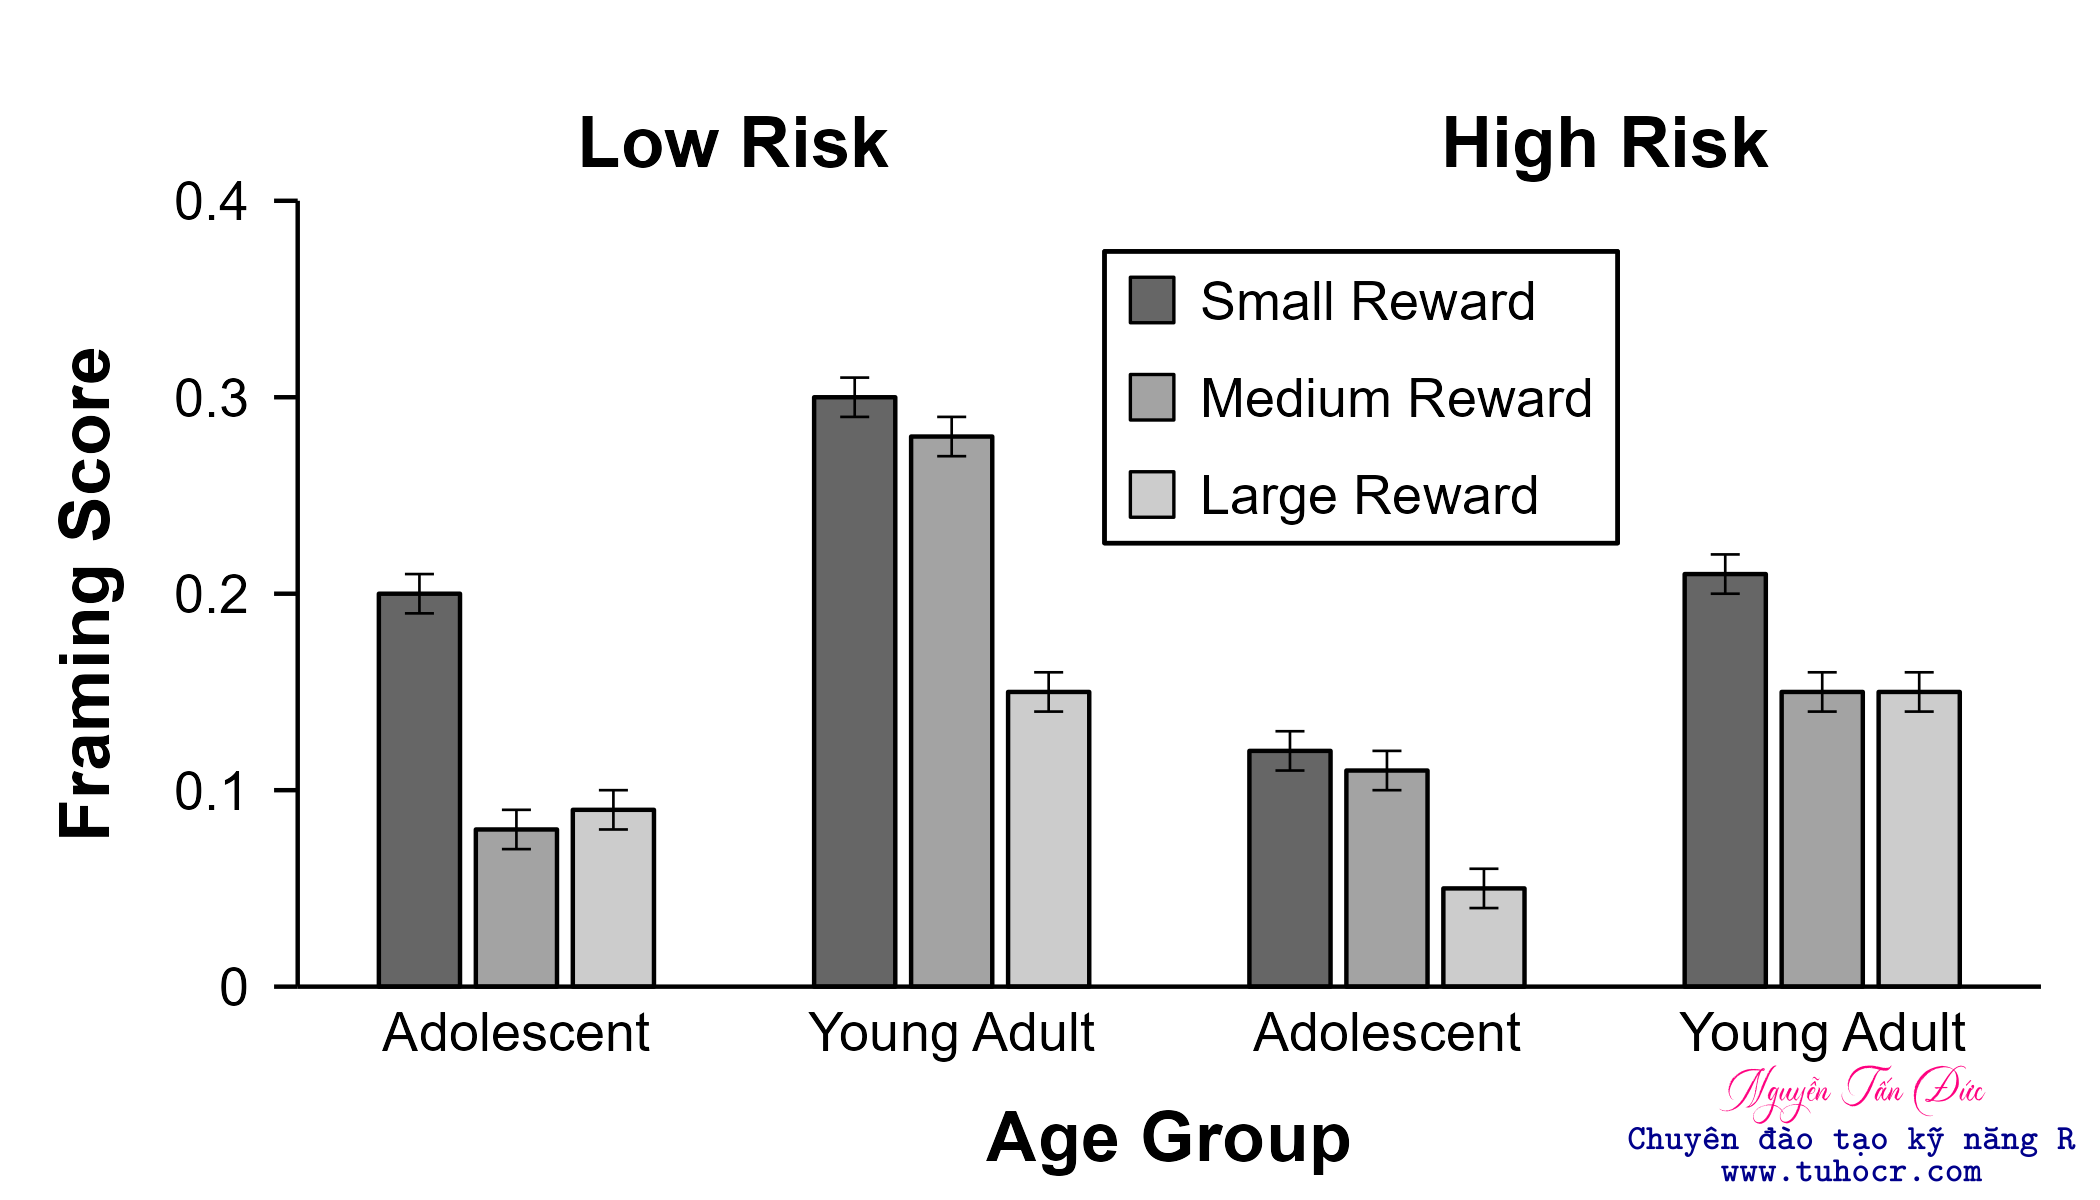 Low Risk
High Risk
0.4
0.3
0.2
0.1
0
Framing Score
Small Reward
Medium Reward
Large Reward
Adolescent
Young Adult
Adolescent
Young Adult
Age Group
Nguyễn Tấn Đức
Chuyên đào tạo kỹ năng R
www.tuhocr.com